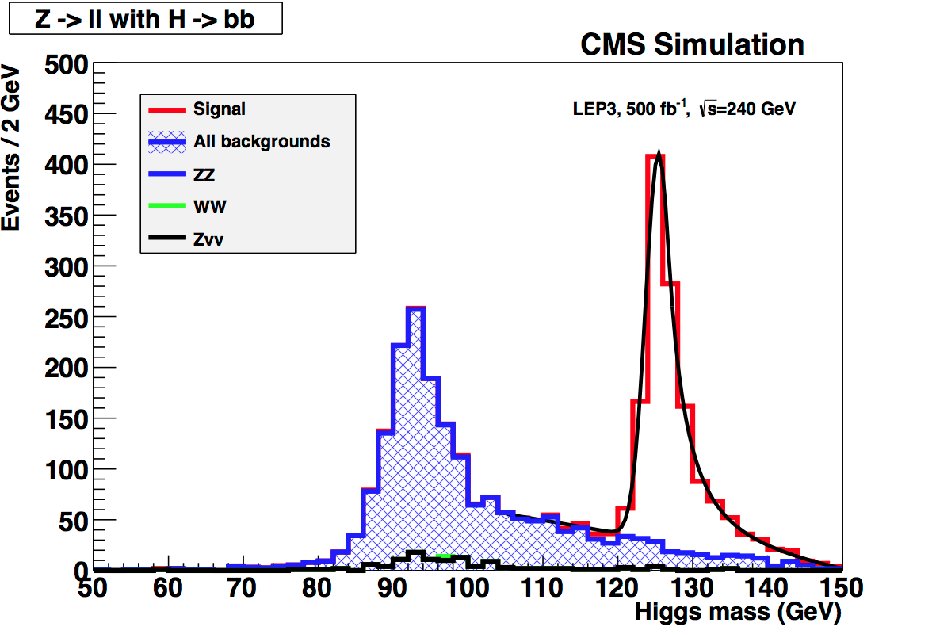 Z -> ll with H -> bb
CMS Simulation
LEP3, 500 fb⁻¹, √s=240 GeV
Signal
All backgrounds
ZZ
WW
Zνν
Events / 2 GeV
500
450
400
350
300
250
200
150
100
50
0
50 60 70 80 90 100 110 120 130 140 150
Higgs mass (GeV)